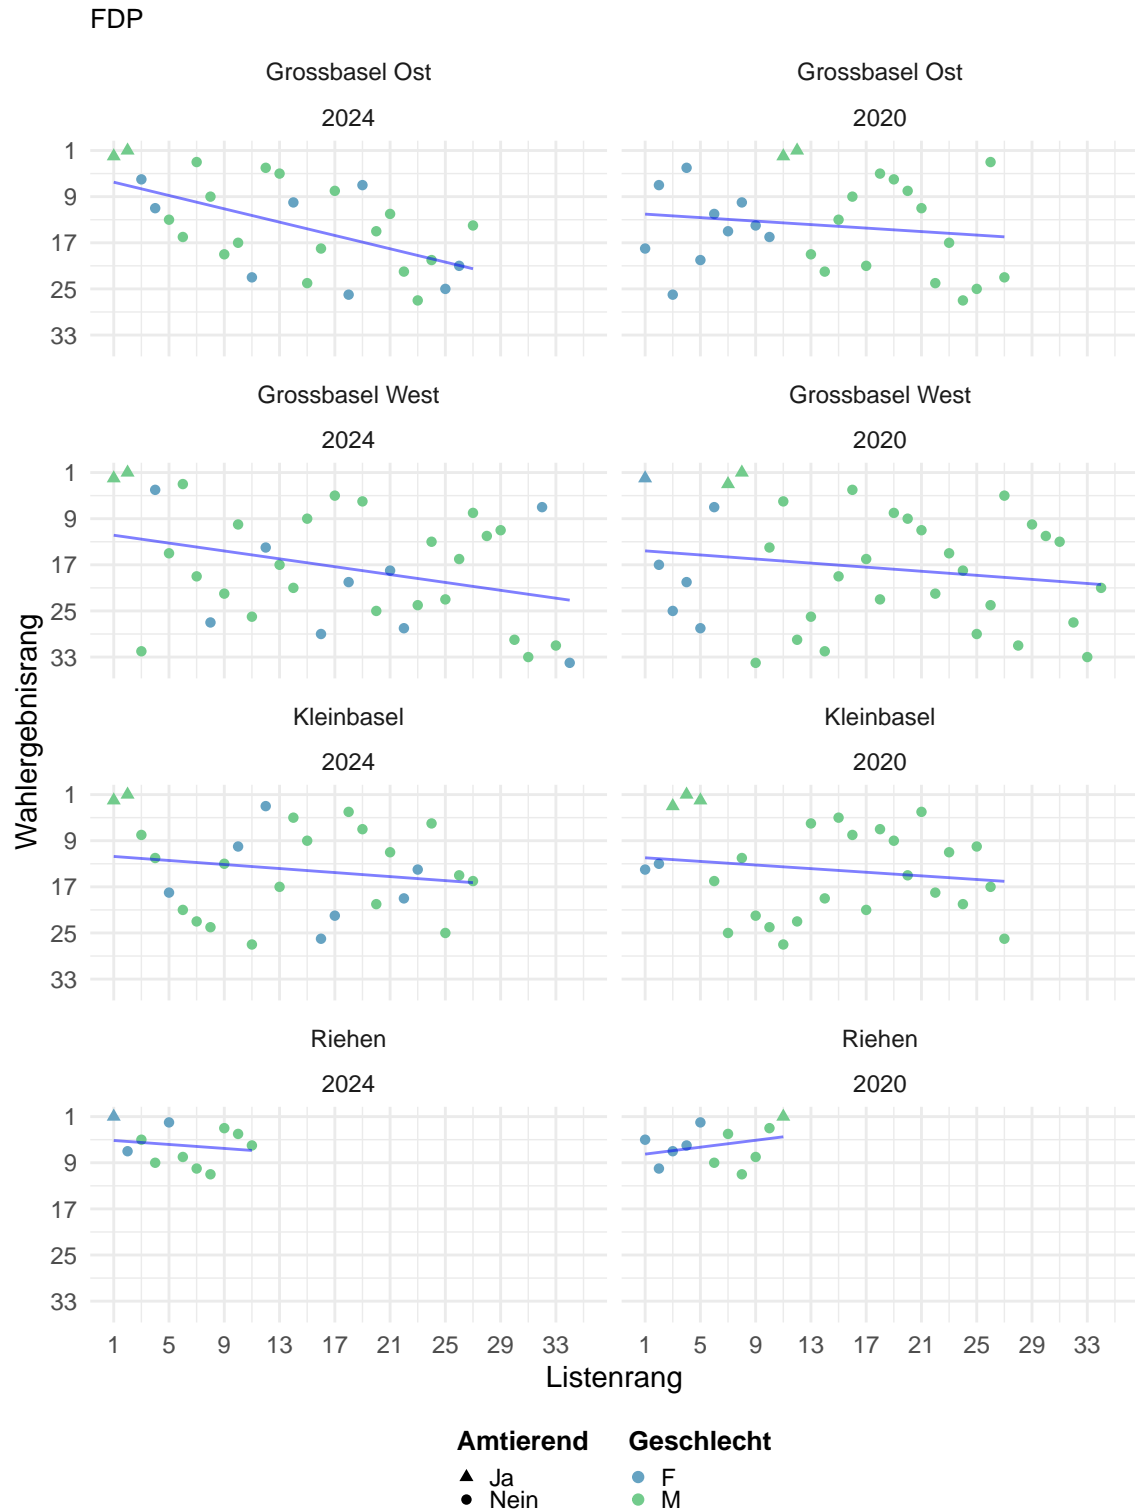 FDP
Grossbasel Ost
2024
Grossbasel Ost
2020
1
9
17
25
33
Grossbasel West
2024
Grossbasel West
2020
1
9
17
25
33
Kleinbasel
2024
Kleinbasel
2020
1
9
17
25
33
Riehen
2024
Riehen
2020
1
9
17
25
33
Wahlergebnisrang
1 5 9 13 17 21 25 29 33 1 5 9 13 17 21 25 29 33
Listenrang
Amtierend
Ja
Nein
Geschlecht
F
M